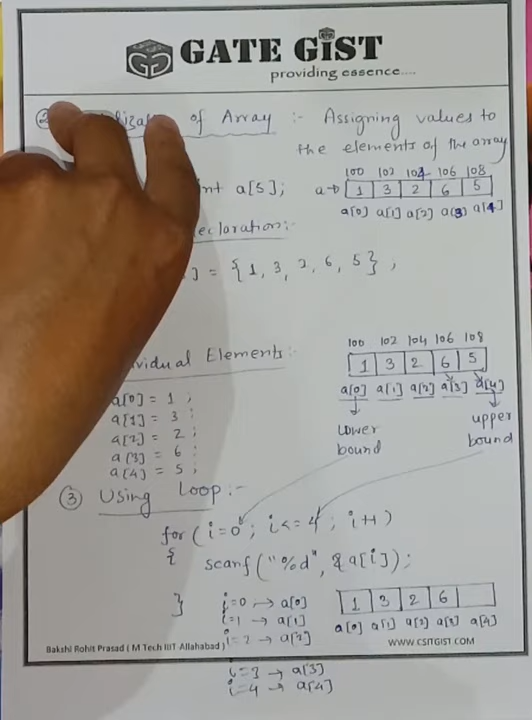 GATE GIST
providing essence....
of Array :- Assigning values to
the elements of the array
100 102 104 106 108
int a[5]; a→ 1 3 2 6 5
a[0] a[1] a[2] a[3] a[4]
eclaration:-
] = {1, 3, 2, 6, 5};
vidual Elements:-
100 102 104 106 108
1 3 2 6 5
a[0] a[1] a[2] a[3] a[4]
lower bound
upper bound
a[0] = 1 ;
a[1] = 3 ;
a[2] = 2 ;
a[3] = 6 ;
a[4] = 5 ;
③ Using Loop:-
for(i=0; i<=4; i++)
{ scanf("%d", &a[i]);
}
i=0 → a[0]
i=1 → a[1]
i=2 → a[2]
1 3 2 6
a[0] a[1] a[2] a[3] a[4]
Bakshi Rohit Prasad ( M Tech IIIT Allahabad ) WWW.CSITGIST.COM
i=3 → a[3]
i=4 → a[4]